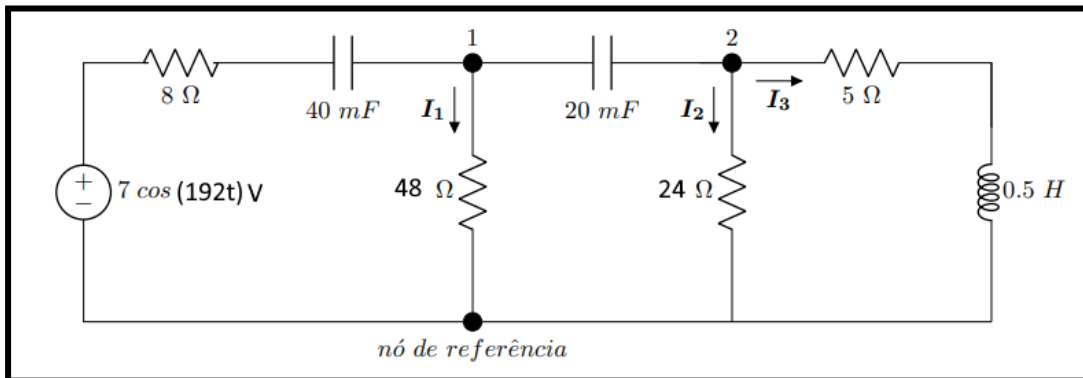 1
2
8 Ω
40 mF
I₁
20 mF
I₂
I₃
5 Ω
+
−
7 cos (192t) V
48 Ω
24 Ω
0.5 H
nó de referência